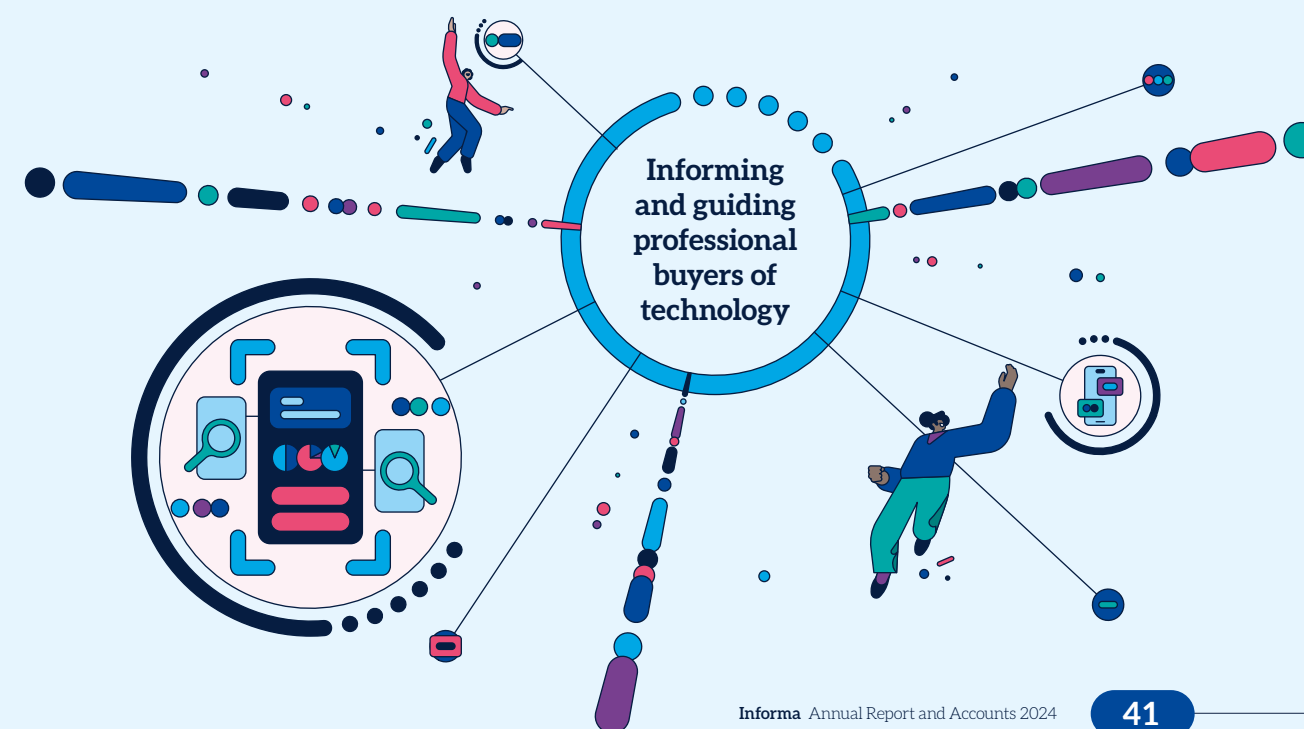 Informing
and guiding
professional
buyers of
technology
Informa Annual Report and Accounts 2024
41